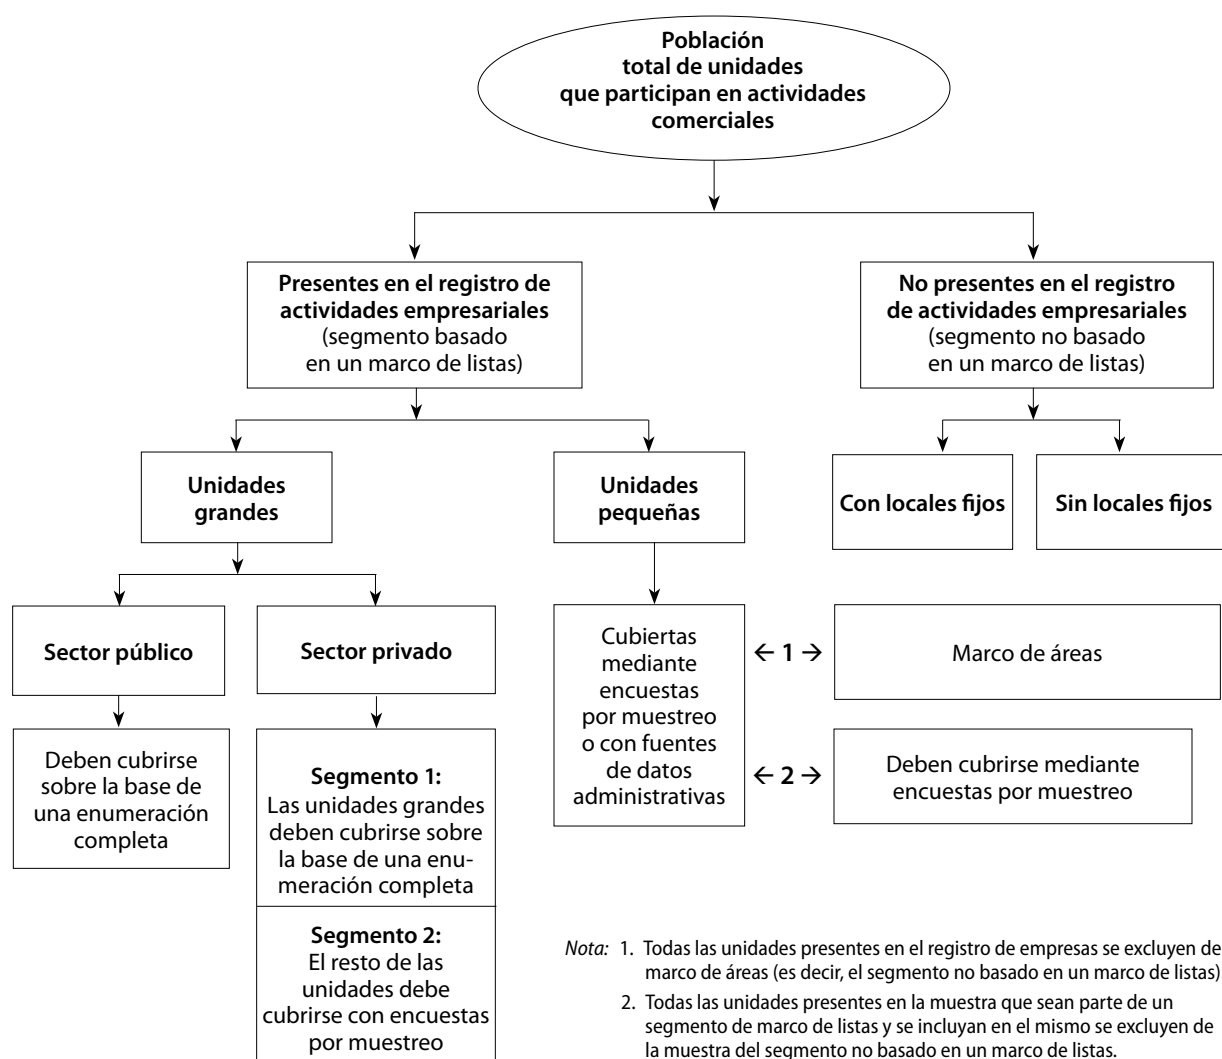 Población
total de unidades
que participan en actividades
comerciales
Presentes en el registro de
actividades empresariales
(segmento basado
en un marco de listas)
No presentes en el registro
de actividades empresariales
(segmento no basado
en un marco de listas)
Unidades
grandes
Unidades
pequeñas
Con locales fijos
Sin locales fijos
Sector público
Sector privado
Cubiertas
mediante
encuestas
por muestreo
o con fuentes
de datos
administrativas
← 1 →
Marco de áreas
← 2 →
Deben cubrirse mediante
encuestas por muestreo
Deben cubrirse
sobre la base de
una enumeración
completa
Segmento 1:
Las unidades grandes
deben cubrirse sobre
la base de una enu-
meración completa
Segmento 2:
El resto de las
unidades debe
cubrirse con encuestas
por muestreo
Nota: 1. Todas las unidades presentes en el registro de empresas se excluyen de
marco de áreas (es decir, el segmento no basado en un marco de listas)
2. Todas las unidades presentes en la muestra que sean parte de un
segmento de marco de listas y se incluyan en el mismo se excluyen de
la muestra del segmento no basado en un marco de listas.